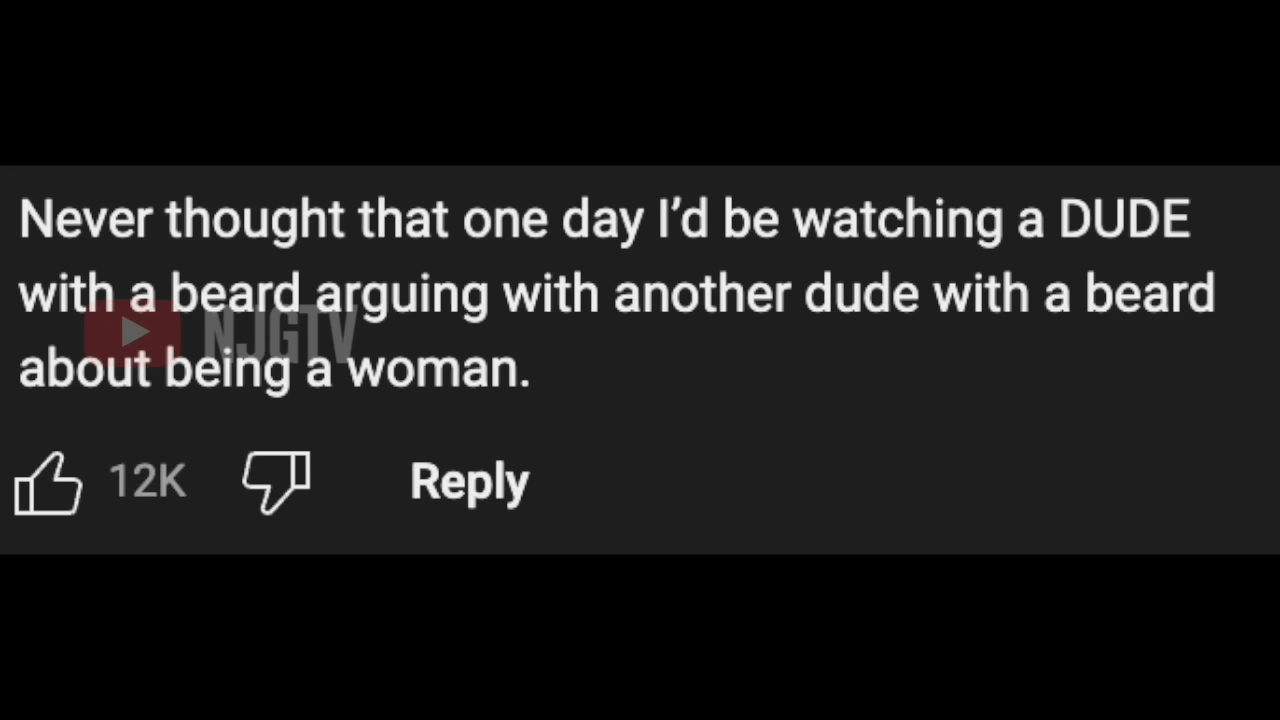 Never thought that one day I’d be watching a DUDE
with a beard arguing with another dude with a beard
NJGTV
about being a woman.
12K
Reply